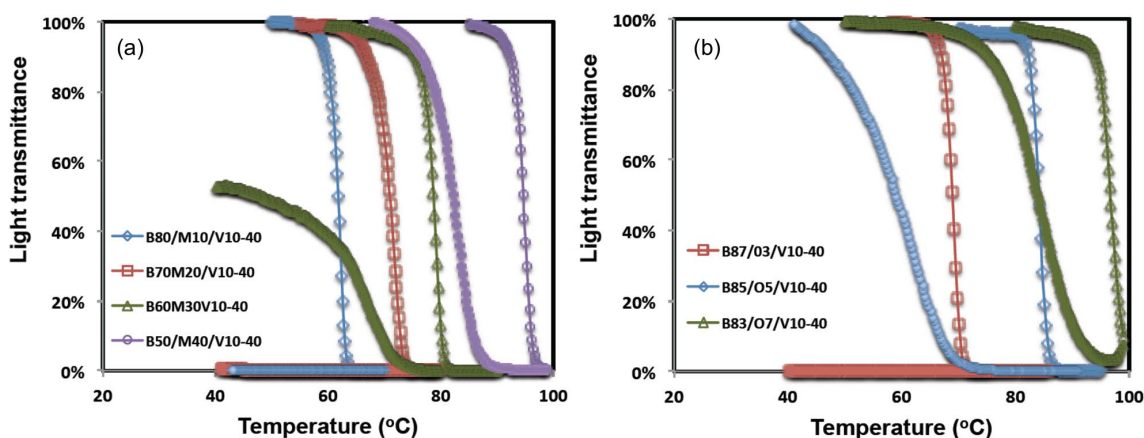 (a)
Light transmittance
100%
80%
60%
40%
20%
0%
B80/M10/V10-40
B70M20/V10-40
B60M30V10-40
B50/M40/V10-40
20 40 60 80 100
Temperature (°C)
(b)
Light transmittance
100%
80%
60%
40%
20%
0%
B87/03/V10-40
B85/O5/V10-40
B83/O7/V10-40
20 40 60 80 100
Temperature (°C)